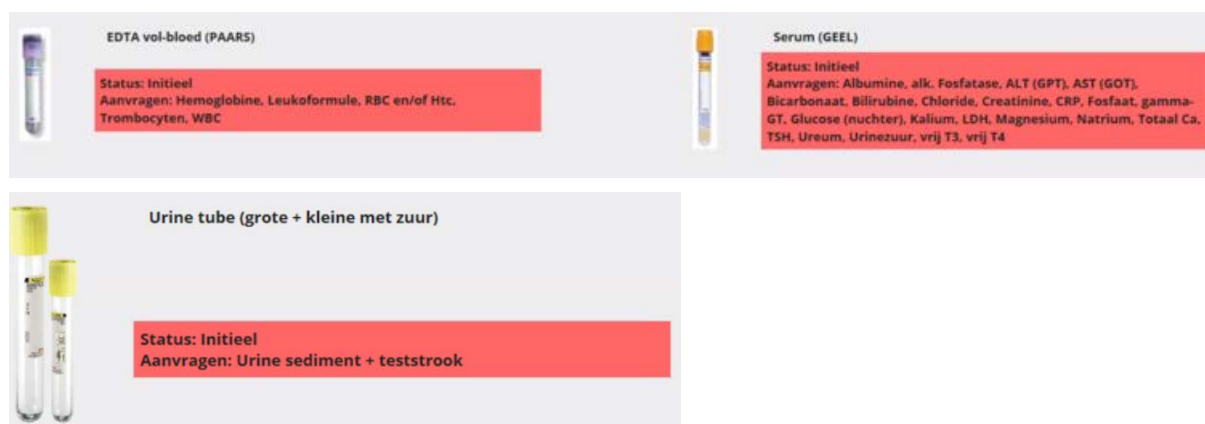 EDTA vol-bloed (PAARS)
Status: Initieel
Aanvragen: Hemoglobine, Leukoformule, RBC en/of Htc,
Trombocyten, WBC
Serum (GEEL)
Status: Initieel
Aanvragen: Albumine, alk. Fosfatase, ALT (GPT), AST (GOT),
Bicarbonaat, Bilirubine, Chloride, Creatinine, CRP, Fosfaat, gamma-
GT, Glucose (nuchter), Kalium, LDH, Magnesium, Natrium, Totaal Ca,
TSH, Ureum, Urinezuur, vrij T3, vrij T4
Urine tube (grote + kleine met zuur)
Status: Initieel
Aanvragen: Urine sediment + teststrook